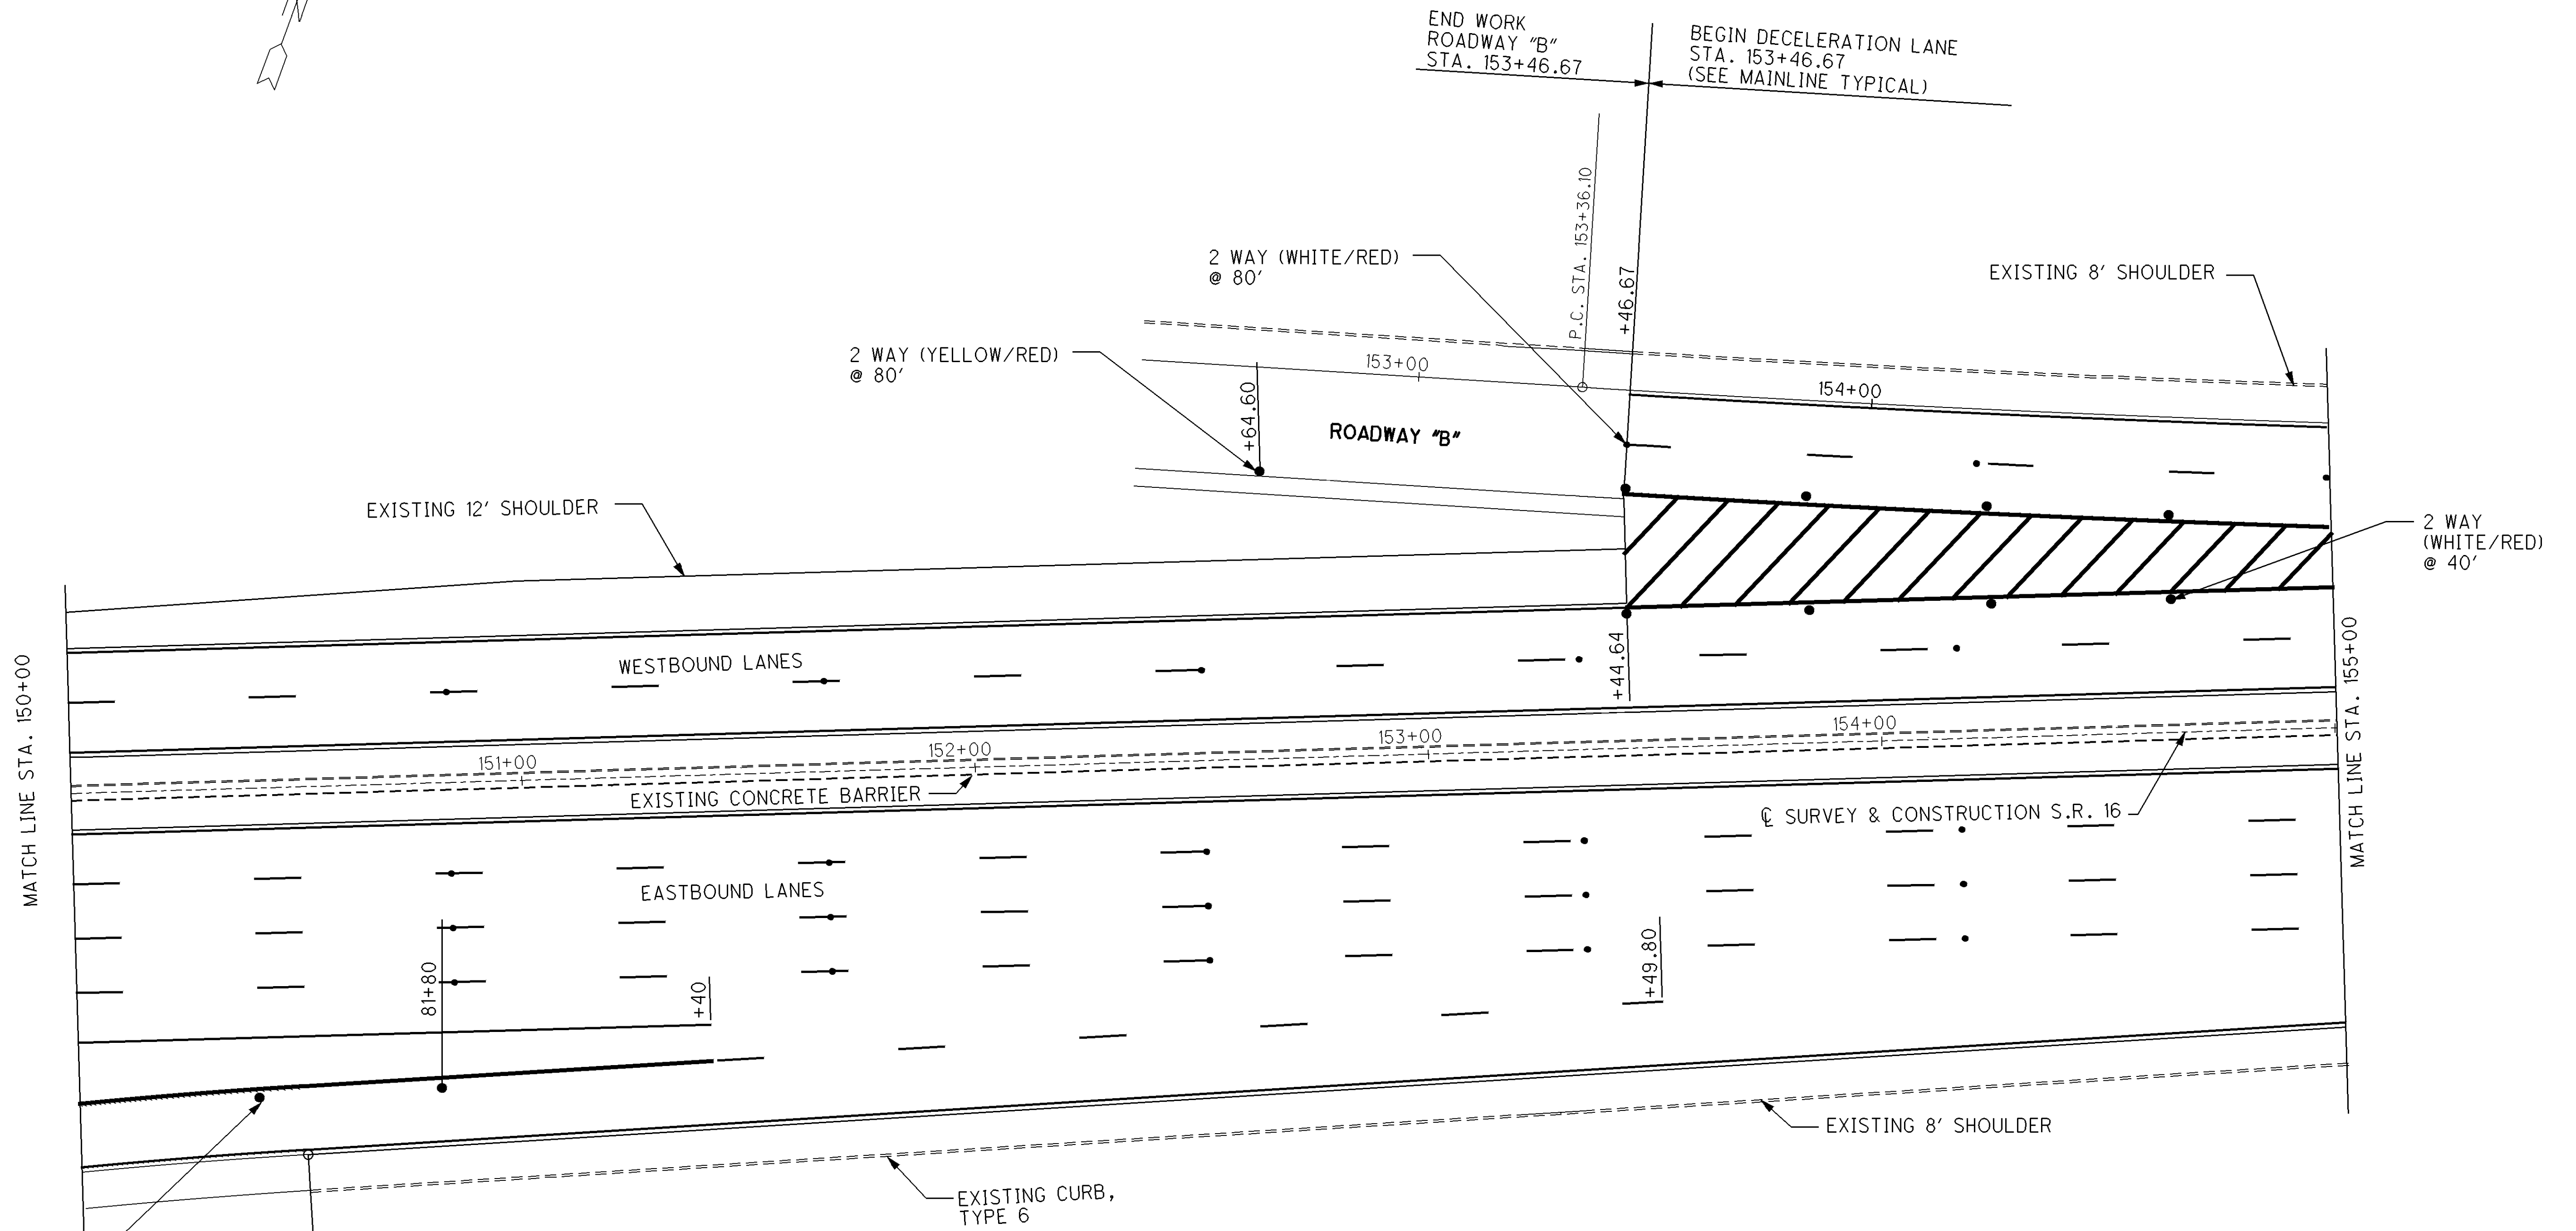 N
END WORK
ROADWAY "B"
STA. 153+46.67
BEGIN DECELERATION LANE
STA. 153+46.67
(SEE MAINLINE TYPICAL)
P.C. STA. 153+36.10
+46.67
2 WAY (WHITE/RED)
@ 80'
EXISTING 8' SHOULDER
2 WAY (YELLOW/RED)
@ 80'
+64.60
153+00
154+00
ROADWAY "B"
EXISTING 12' SHOULDER
2 WAY
(WHITE/RED)
@ 40'
MATCH LINE STA. 150+00
WESTBOUND LANES
+44.64
MATCH LINE STA. 155+00
151+00
152+00
153+00
154+00
EXISTING CONCRETE BARRIER
℄ SURVEY & CONSTRUCTION S.R. 16
EASTBOUND LANES
81+80
+40
+49.80
EXISTING 8' SHOULDER
EXISTING CURB,
TYPE 6